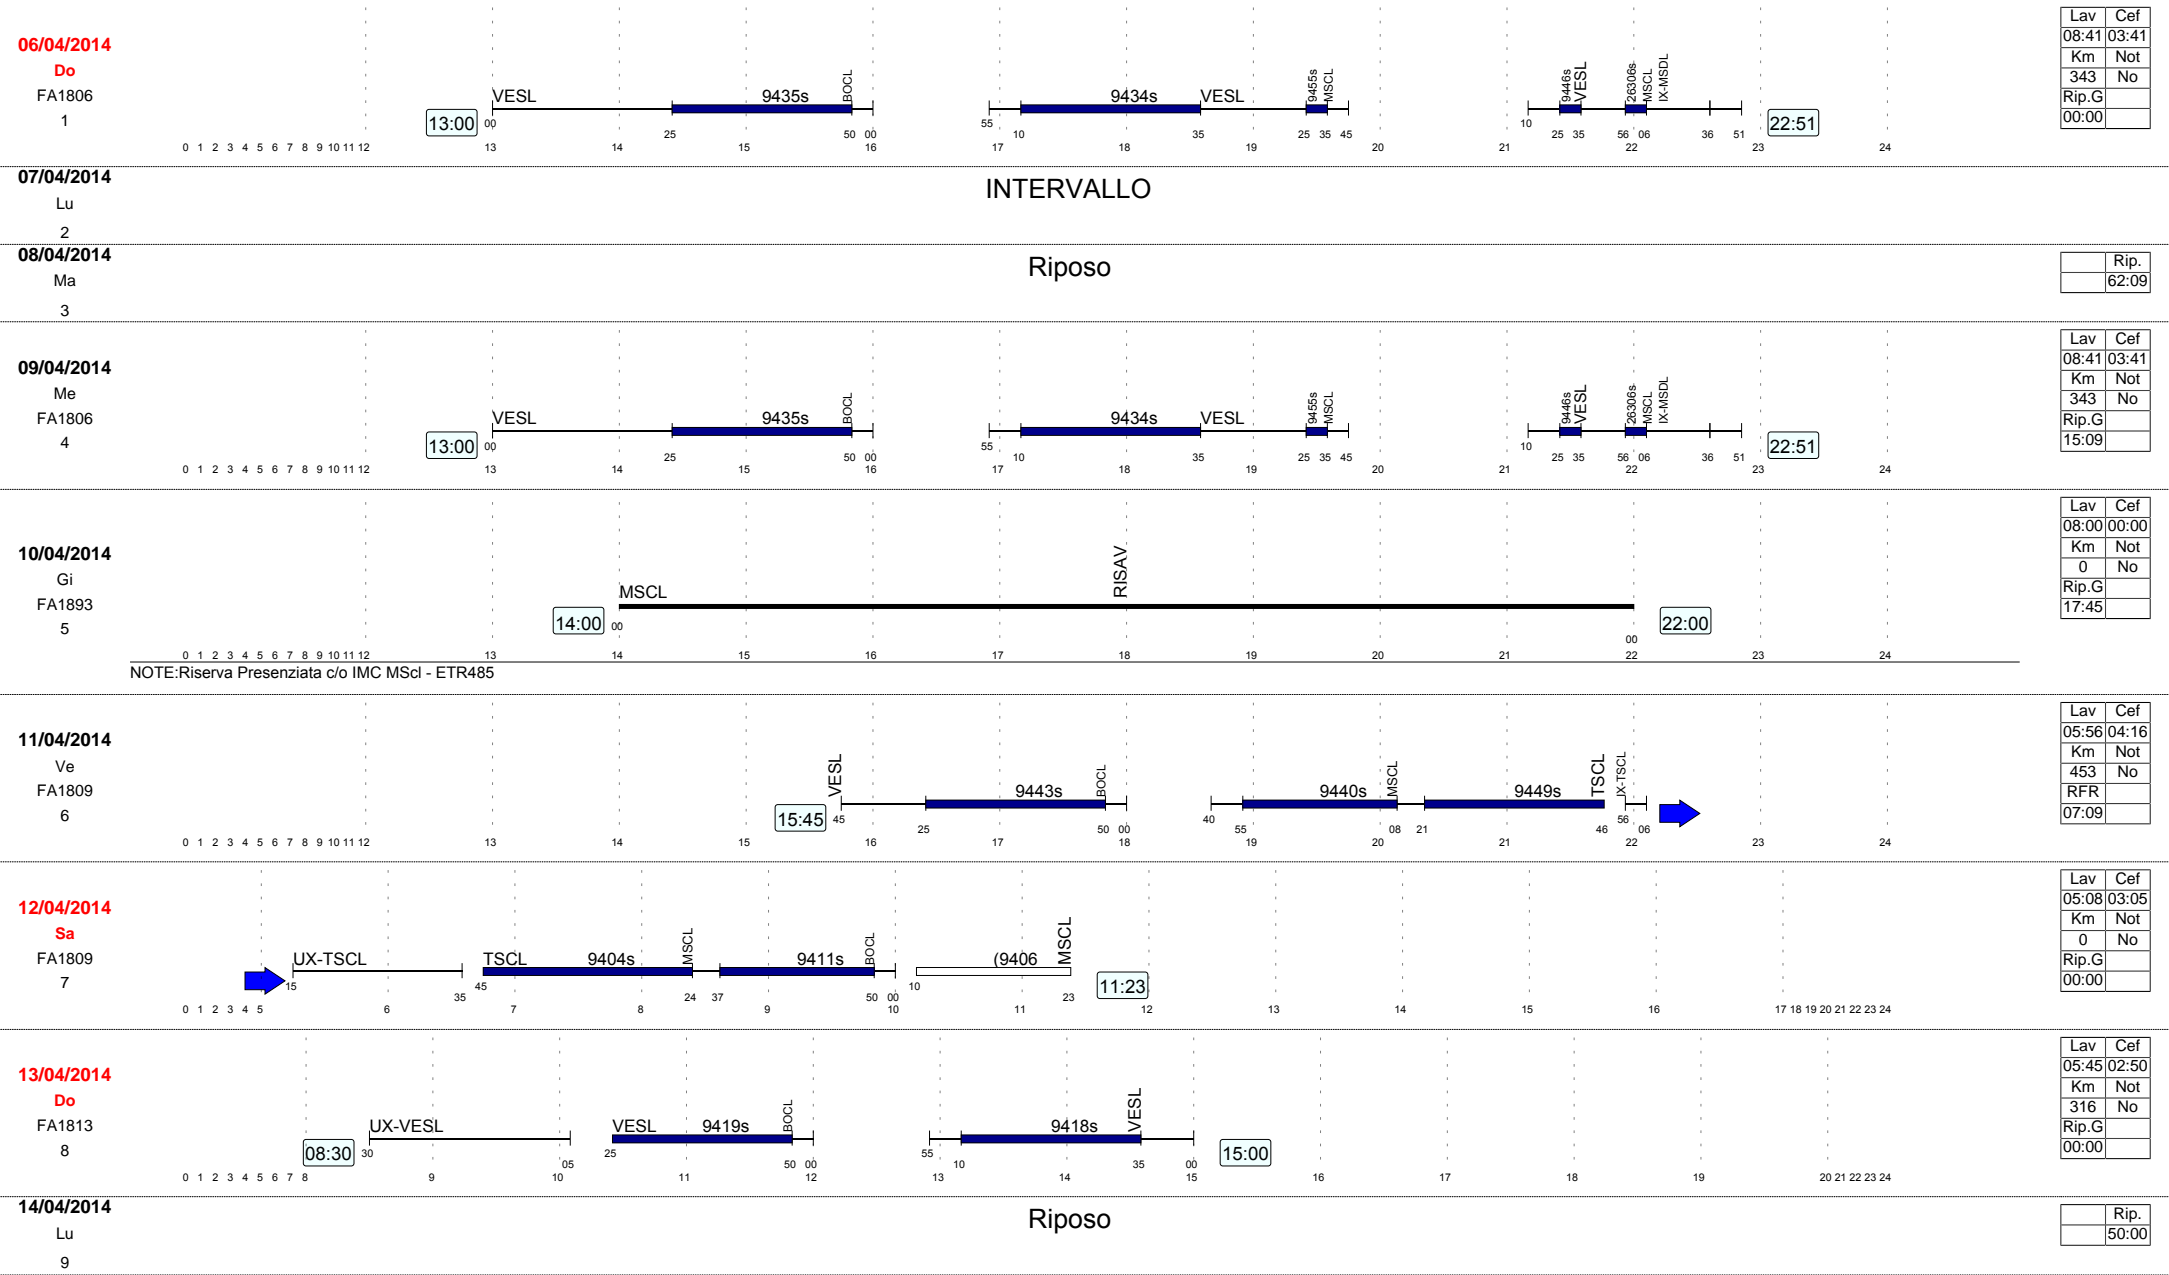 06/04/2014
Do
FA1806
1
13:00
VESL 9435s BOCL 9434s VESL 9455s MSCL 9446s VESL 26306s MSCL IX-MSDL
00 25 50 00 55 10 35 25 35 45 10 25 35 56 06 36 51
22:51
0 1 2 3 4 5 6 7 8 9 10 11 12 13 14 15 16 17 18 19 20 21 22 23 24
Lav Cef
08:41 03:41
Km Not
343 No
Rip.G
00:00
07/04/2014
Lu
2
INTERVALLO
08/04/2014
Ma
3
Riposo
Rip.
62:09
09/04/2014
Me
FA1806
4
13:00
VESL 9435s BOCL 9434s VESL 9455s MSCL 9446s VESL 26306s MSCL IX-MSDL
00 25 50 00 55 10 35 25 35 45 10 25 35 56 06 36 51
22:51
0 1 2 3 4 5 6 7 8 9 10 11 12 13 14 15 16 17 18 19 20 21 22 23 24
Lav Cef
08:41 03:41
Km Not
343 No
Rip.G
15:09
10/04/2014
Gi
FA1893
5
14:00
MSCL RISAV
00 00
22:00
0 1 2 3 4 5 6 7 8 9 10 11 12 13 14 15 16 17 18 19 20 21 22 23 24
NOTE:Riserva Presenziata c/o IMC MScl - ETR485
Lav Cef
08:00 00:00
Km Not
0 No
Rip.G
17:45
11/04/2014
Ve
FA1809
6
15:45
VESL 9443s BOCL 9440s MSCL 9449s TSCL IX-TSCL
45 25 50 00 40 55 08 21 46 56 06
0 1 2 3 4 5 6 7 8 9 10 11 12 13 14 15 16 17 18 19 20 21 22 23 24
Lav Cef
05:56 04:16
Km Not
453 No
RFR
07:09
12/04/2014
Sa
FA1809
7
UX-TSCL TSCL 9404s MSCL 9411s BOCL (9406 MSCL
15 35 45 24 37 50 00 10 23
11:23
0 1 2 3 4 5 6 7 8 9 10 11 12 13 14 15 16 17 18 19 20 21 22 23 24
Lav Cef
05:08 03:05
Km Not
0 No
Rip.G
00:00
13/04/2014
Do
FA1813
8
08:30
UX-VESL VESL 9419s BOCL 9418s VESL
30 05 25 50 00 55 10 35 00
15:00
0 1 2 3 4 5 6 7 8 9 10 11 12 13 14 15 16 17 18 19 20 21 22 23 24
Lav Cef
05:45 02:50
Km Not
316 No
Rip.G
00:00
14/04/2014
Lu
9
Riposo
Rip.
50:00